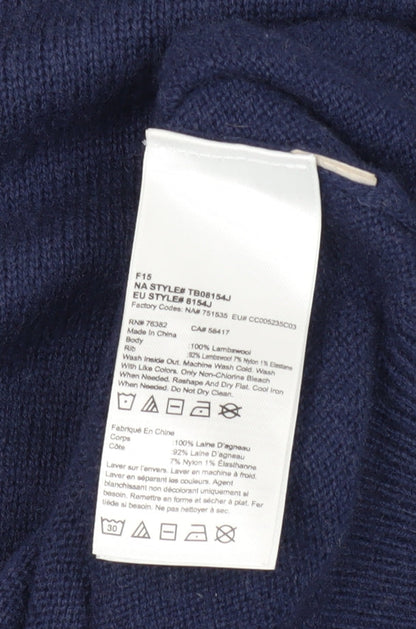 F15
NA STYLE# TB08154J
EU STYLE# 8154J
Factory Codes: NA# 751535 EU# CC005235C03
RN# 76382 CA# 58417
Made In China
Body :100% Lambswool
Rib :92% Lambswool 7% Nylon 1% Elastane
Wash Inside Out. Machine Wash Cold. Wash
With Like Colors. Only Non-Chlorine Bleach
When Needed. Reshape And Dry Flat. Cool Iron
When Needed. Do Not Dry Clean.
Fabriqué En Chine
Corps :100% Laine D'agneau
Côtes :92% Laine D'agneau
7% Nylon 1% Élasthanne
Laver sur l'envers. Laver en machine à froid.
Laver en séparant les couleurs. Agent
blanchissant non décolorant uniquement si
besoin. Remettre en forme et sécher à plat. Fer
tiède si besoin. Ne pas nettoyer à sec.
30